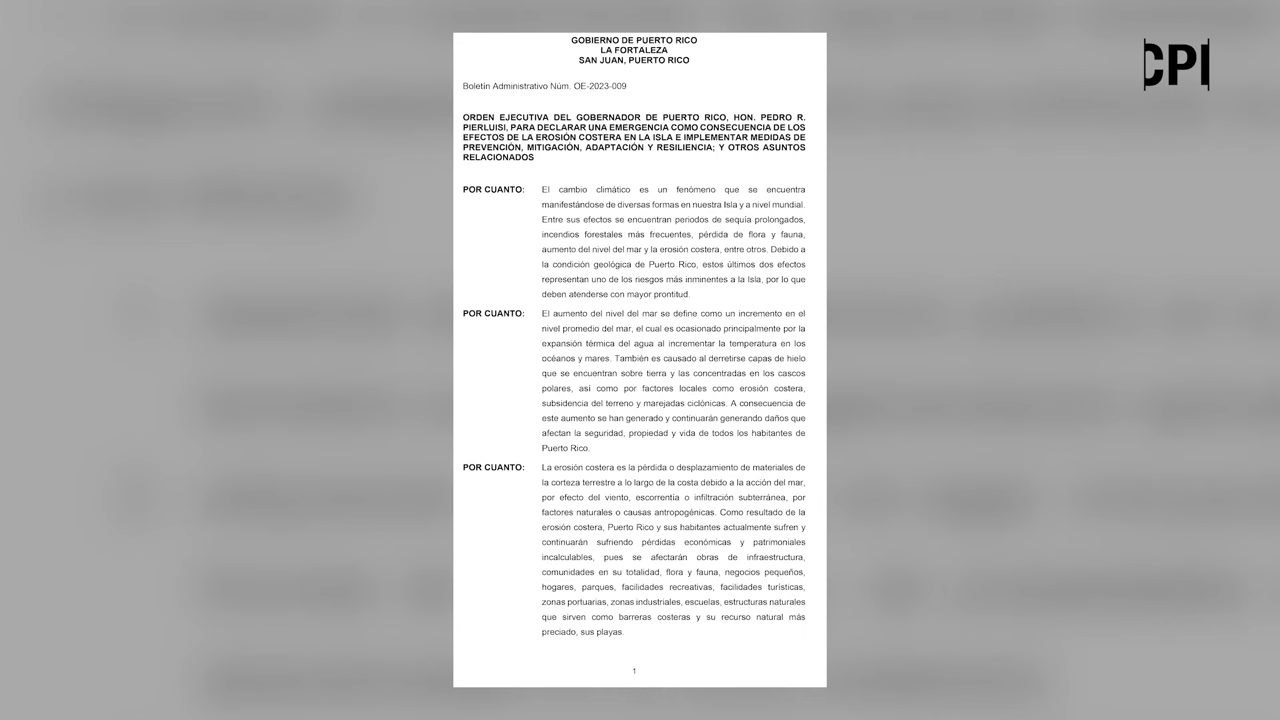 CPI
GOBIERNO DE PUERTO RICO
LA FORTALEZA
SAN JUAN, PUERTO RICO
Boletín Administrativo Núm. OE-2023-009
ORDEN EJECUTIVA DEL GOBERNADOR DE PUERTO RICO, HON. PEDRO R.
PIERLUISI, PARA DECLARAR UNA EMERGENCIA COMO CONSECUENCIA DE LOS
EFECTOS DE LA EROSIÓN COSTERA EN LA ISLA E IMPLEMENTAR MEDIDAS DE
PREVENCIÓN, MITIGACIÓN, ADAPTACIÓN Y RESILIENCIA; Y OTROS ASUNTOS
RELACIONADOS
POR CUANTO: El cambio climático es un fenómeno que se encuentra
manifestándose de diversas formas en nuestra Isla y a nivel mundial.
Entre sus efectos se encuentran periodos de sequía prolongados,
incendios forestales más frecuentes, pérdida de flora y fauna,
aumento del nivel del mar y la erosión costera, entre otros. Debido a
la condición geológica de Puerto Rico, estos últimos dos efectos
representan uno de los riesgos más inminentes a la Isla, por lo que
deben atenderse con mayor prontitud.
POR CUANTO: El aumento del nivel del mar se define como un incremento en el
nivel promedio del mar, el cual es ocasionado principalmente por la
expansión térmica del agua al incrementar la temperatura en los
océanos y mares. También es causado al derretirse capas de hielo
que se encuentran sobre tierra y las concentradas en los cascos
polares, así como por factores locales como erosión costera,
subsidencia del terreno y marejadas ciclónicas. A consecuencia de
este aumento se han generado y continuarán generando daños que
afectan la seguridad, propiedad y vida de todos los habitantes de
Puerto Rico.
POR CUANTO: La erosión costera es la pérdida o desplazamiento de materiales de
la corteza terrestre a lo largo de la costa debido a la acción del mar,
por efecto del viento, escorrentía o infiltración subterránea, por
factores naturales o causas antropogénicas. Como resultado de la
erosión costera, Puerto Rico y sus habitantes actualmente sufren y
continuarán sufriendo pérdidas económicas y patrimoniales
incalculables, pues se afectarán obras de infraestructura,
comunidades en su totalidad, flora y fauna, negocios pequeños,
hogares, parques, facilidades recreativas, facilidades turísticas,
zonas portuarias, zonas industriales, escuelas, estructuras naturales
que sirven como barreras costeras y su recurso natural más
preciado, sus playas.
1